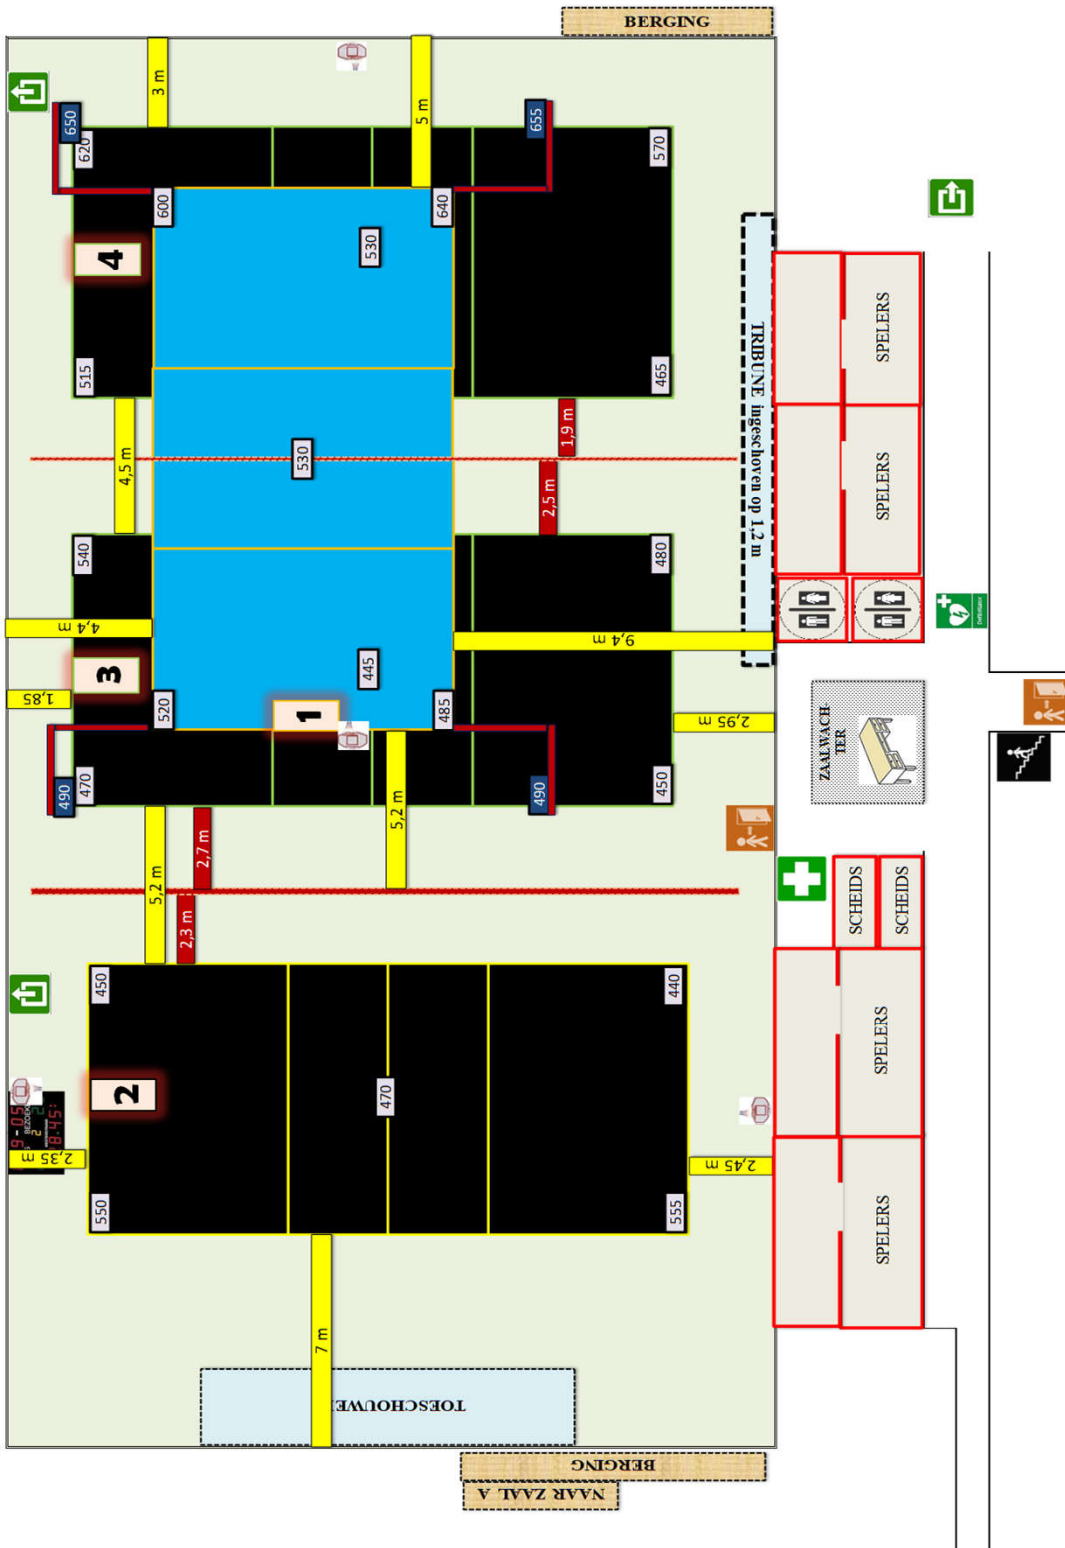 BERGING
3 m
5 m
650
620
655
570
600
640
4
530
515
465
4,5 m
1,9 m
530
2,5 m
TRIBUNE ingeschoven op 1,2 m
SPELERS
SPELERS
540
480
4,4 m
9,4 m
3
445
1,85
520
1
485
2,95 m
490
470
490
450
ZAALWACH-
TER
5,2 m
2,7 m
5,2 m
2,3 m
SCHEIDS
SCHEIDS
450
440
2
470
SPELERS
2,35 m
2,45 m
550
555
SPELERS
7 m
TOESCHOUWE
BERGING
NAAR ZAAL A